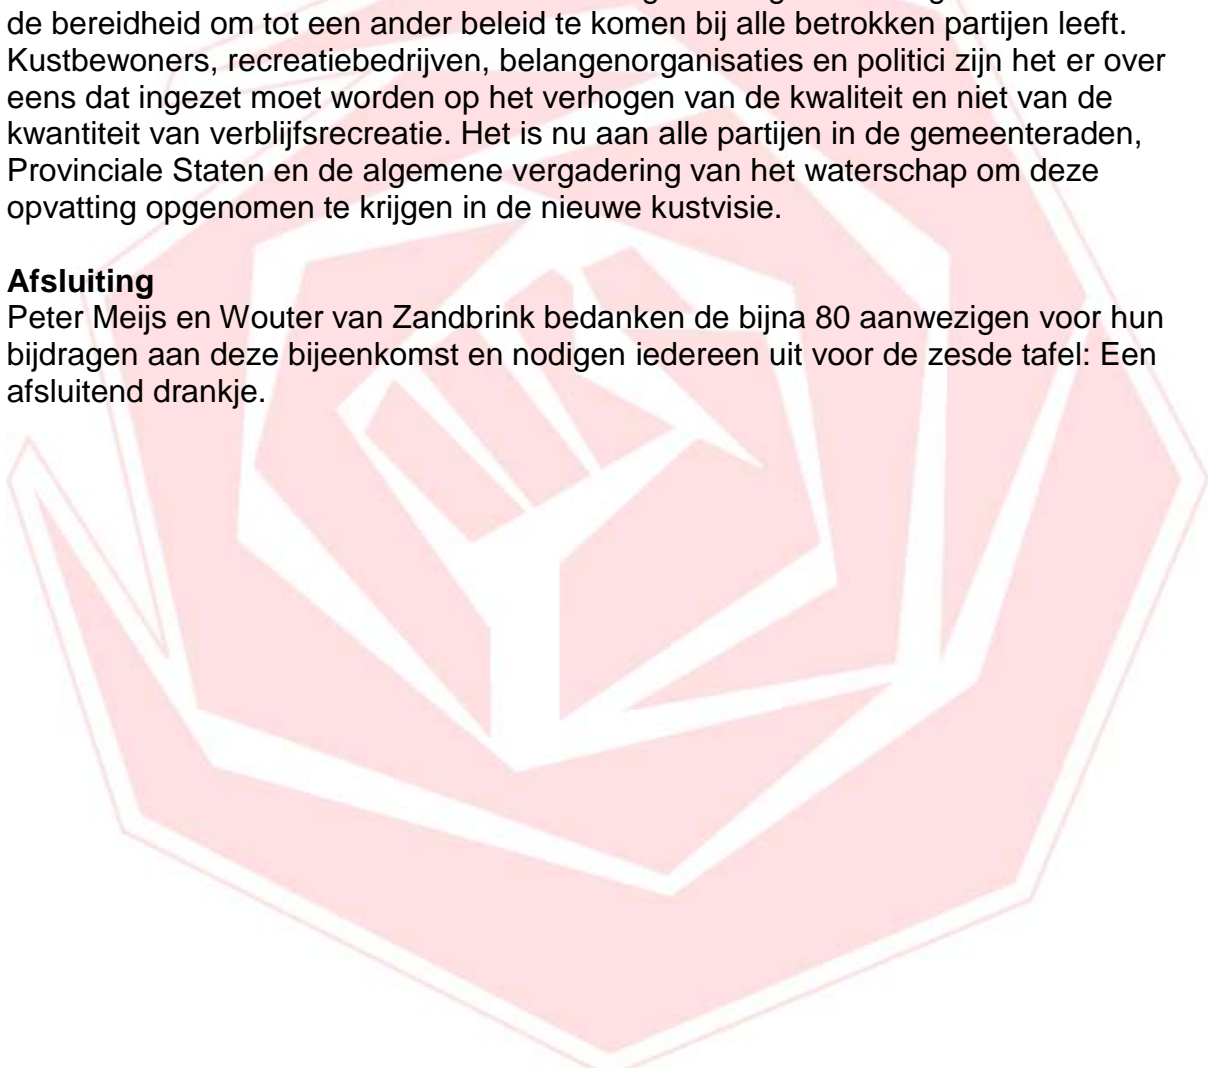 de bereidheid om tot een ander beleid te komen bij alle betrokken partijen leeft.
Kustbewoners, recreatiebedrijven, belangenorganisaties en politici zijn het er over
eens dat ingezet moet worden op het verhogen van de kwaliteit en niet van de
kwantiteit van verblijfsrecreatie. Het is nu aan alle partijen in de gemeenteraden,
Provinciale Staten en de algemene vergadering van het waterschap om deze
opvatting opgenomen te krijgen in de nieuwe kustvisie.
Afsluiting
Peter Meijs en Wouter van Zandbrink bedanken de bijna 80 aanwezigen voor hun
bijdragen aan deze bijeenkomst en nodigen iedereen uit voor de zesde tafel: Een
afsluitend drankje.